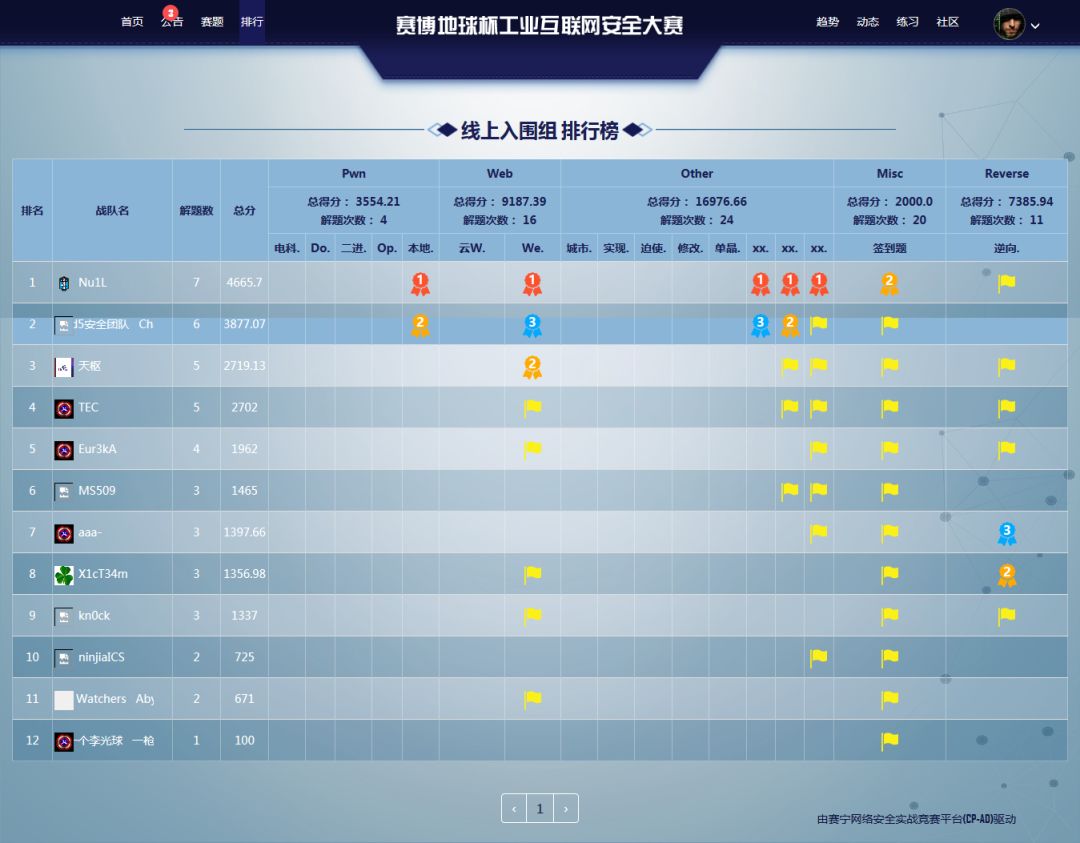 首页 公告 3 赛题 排行 赛博地球杯工业互联网安全大赛 趋势 动态 练习 社区
线上入围组 排行榜
排名 战队名 解题数 总分 Pwn Web Other Misc Reverse
总得分： 3554.21 总得分： 9187.39 总得分： 16976.66 总得分： 2000.0 总得分： 7385.94
解题次数： 4 解题次数： 16 解题次数： 24 解题次数： 20 解题次数： 11
电科. Do. 二进. Op. 本地. 云W. We. 城市. 实现. 迫使. 修改. 单晶. xx. xx. xx. 签到题 逆向.
1 Nu1L 7 4665.7 1 1 1 1 1 2
2 d5安全团队 Ch 6 3877.07 2 3 3 2
3 天枢 5 2719.13 2
4 TEC 5 2702
5 Eur3kA 4 1962
6 MS509 3 1465
7 aaa- 3 1397.66 3
8 X1cT34m 3 1356.98 2
9 kn0ck 3 1337
10 ninjiaICS 2 725
11 Watchers Aby 2 671
12 一个李光球 一枪 1 100
‹ 1 ›
由赛宁网络安全实战竞赛平台(CP-AD)驱动